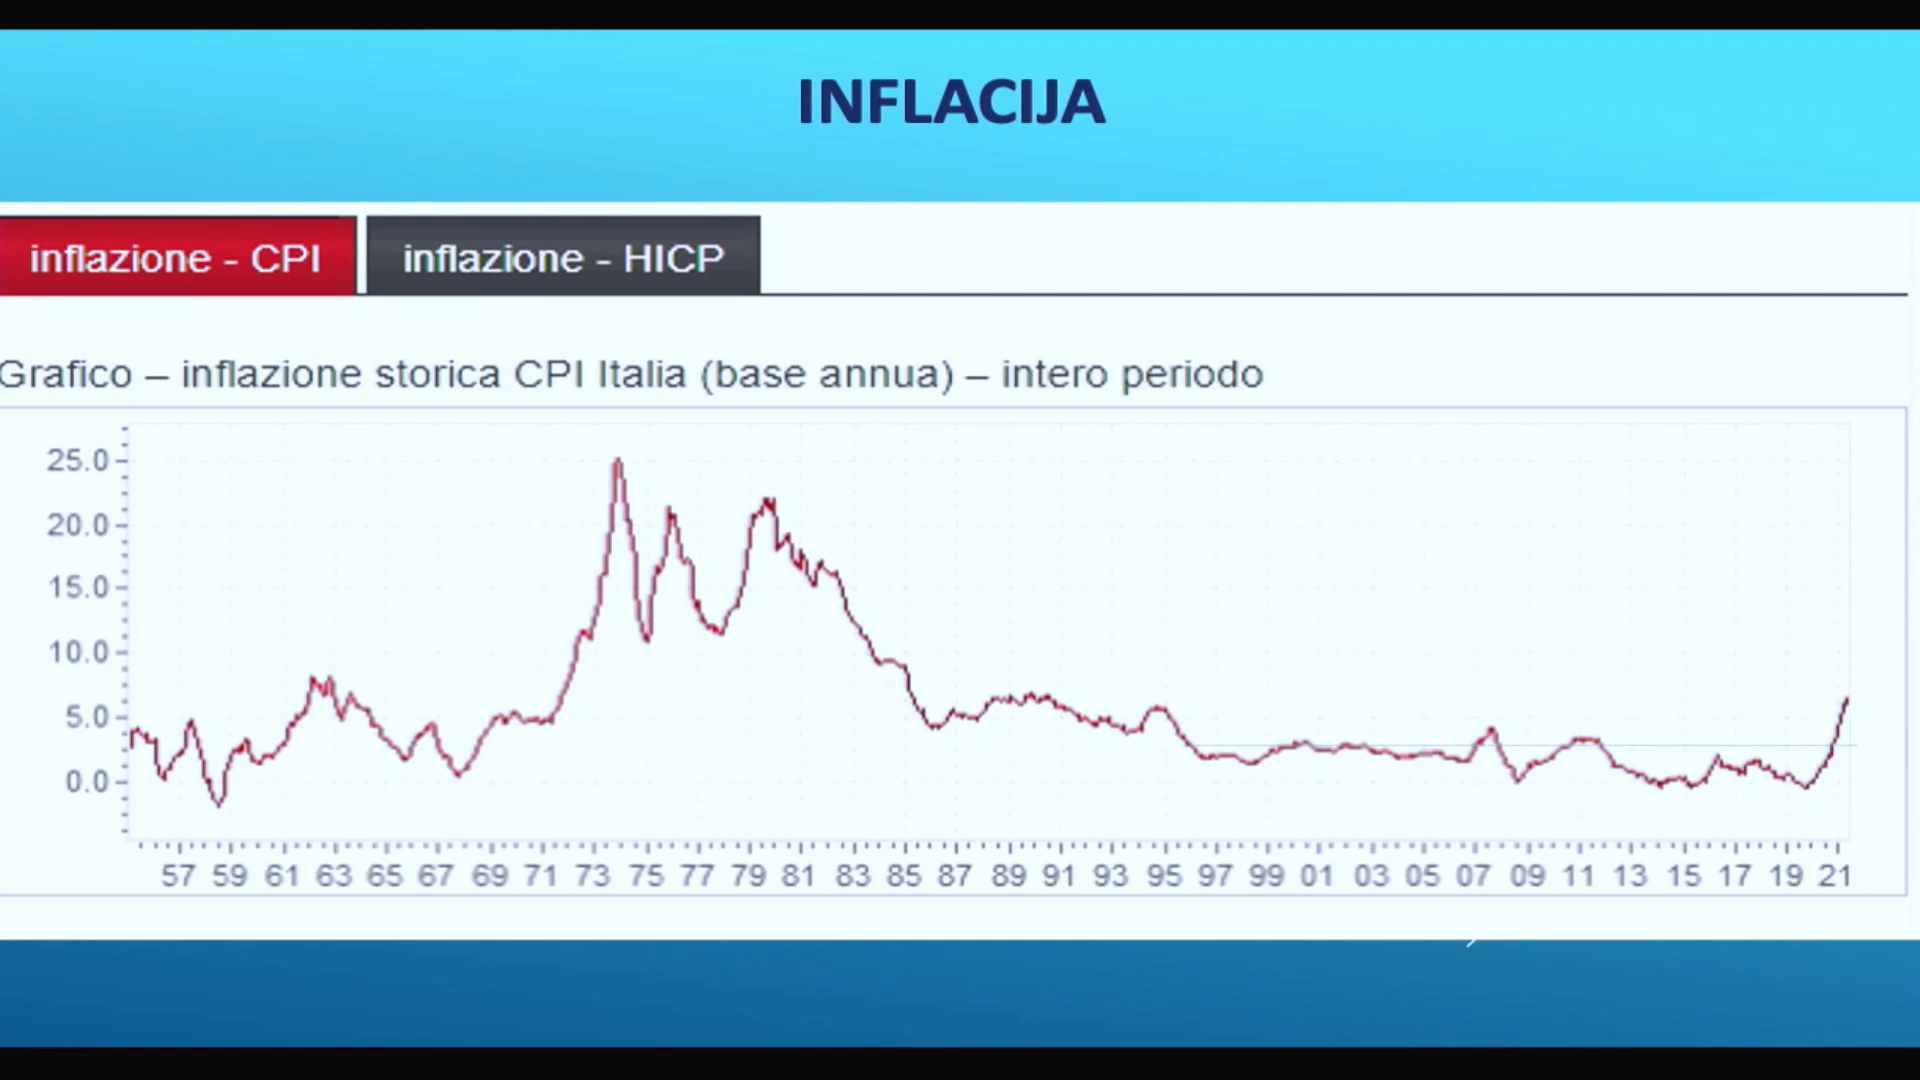 INFLACIJA
inflazione - CPI inflazione - HICP
Grafico – inflazione storica CPI Italia (base annua) – intero periodo
25.0
20.0
15.0
10.0
5.0
0.0
57 59 61 63 65 67 69 71 73 75 77 79 81 83 85 87 89 91 93 95 97 99 01 03 05 07 09 11 13 15 17 19 21